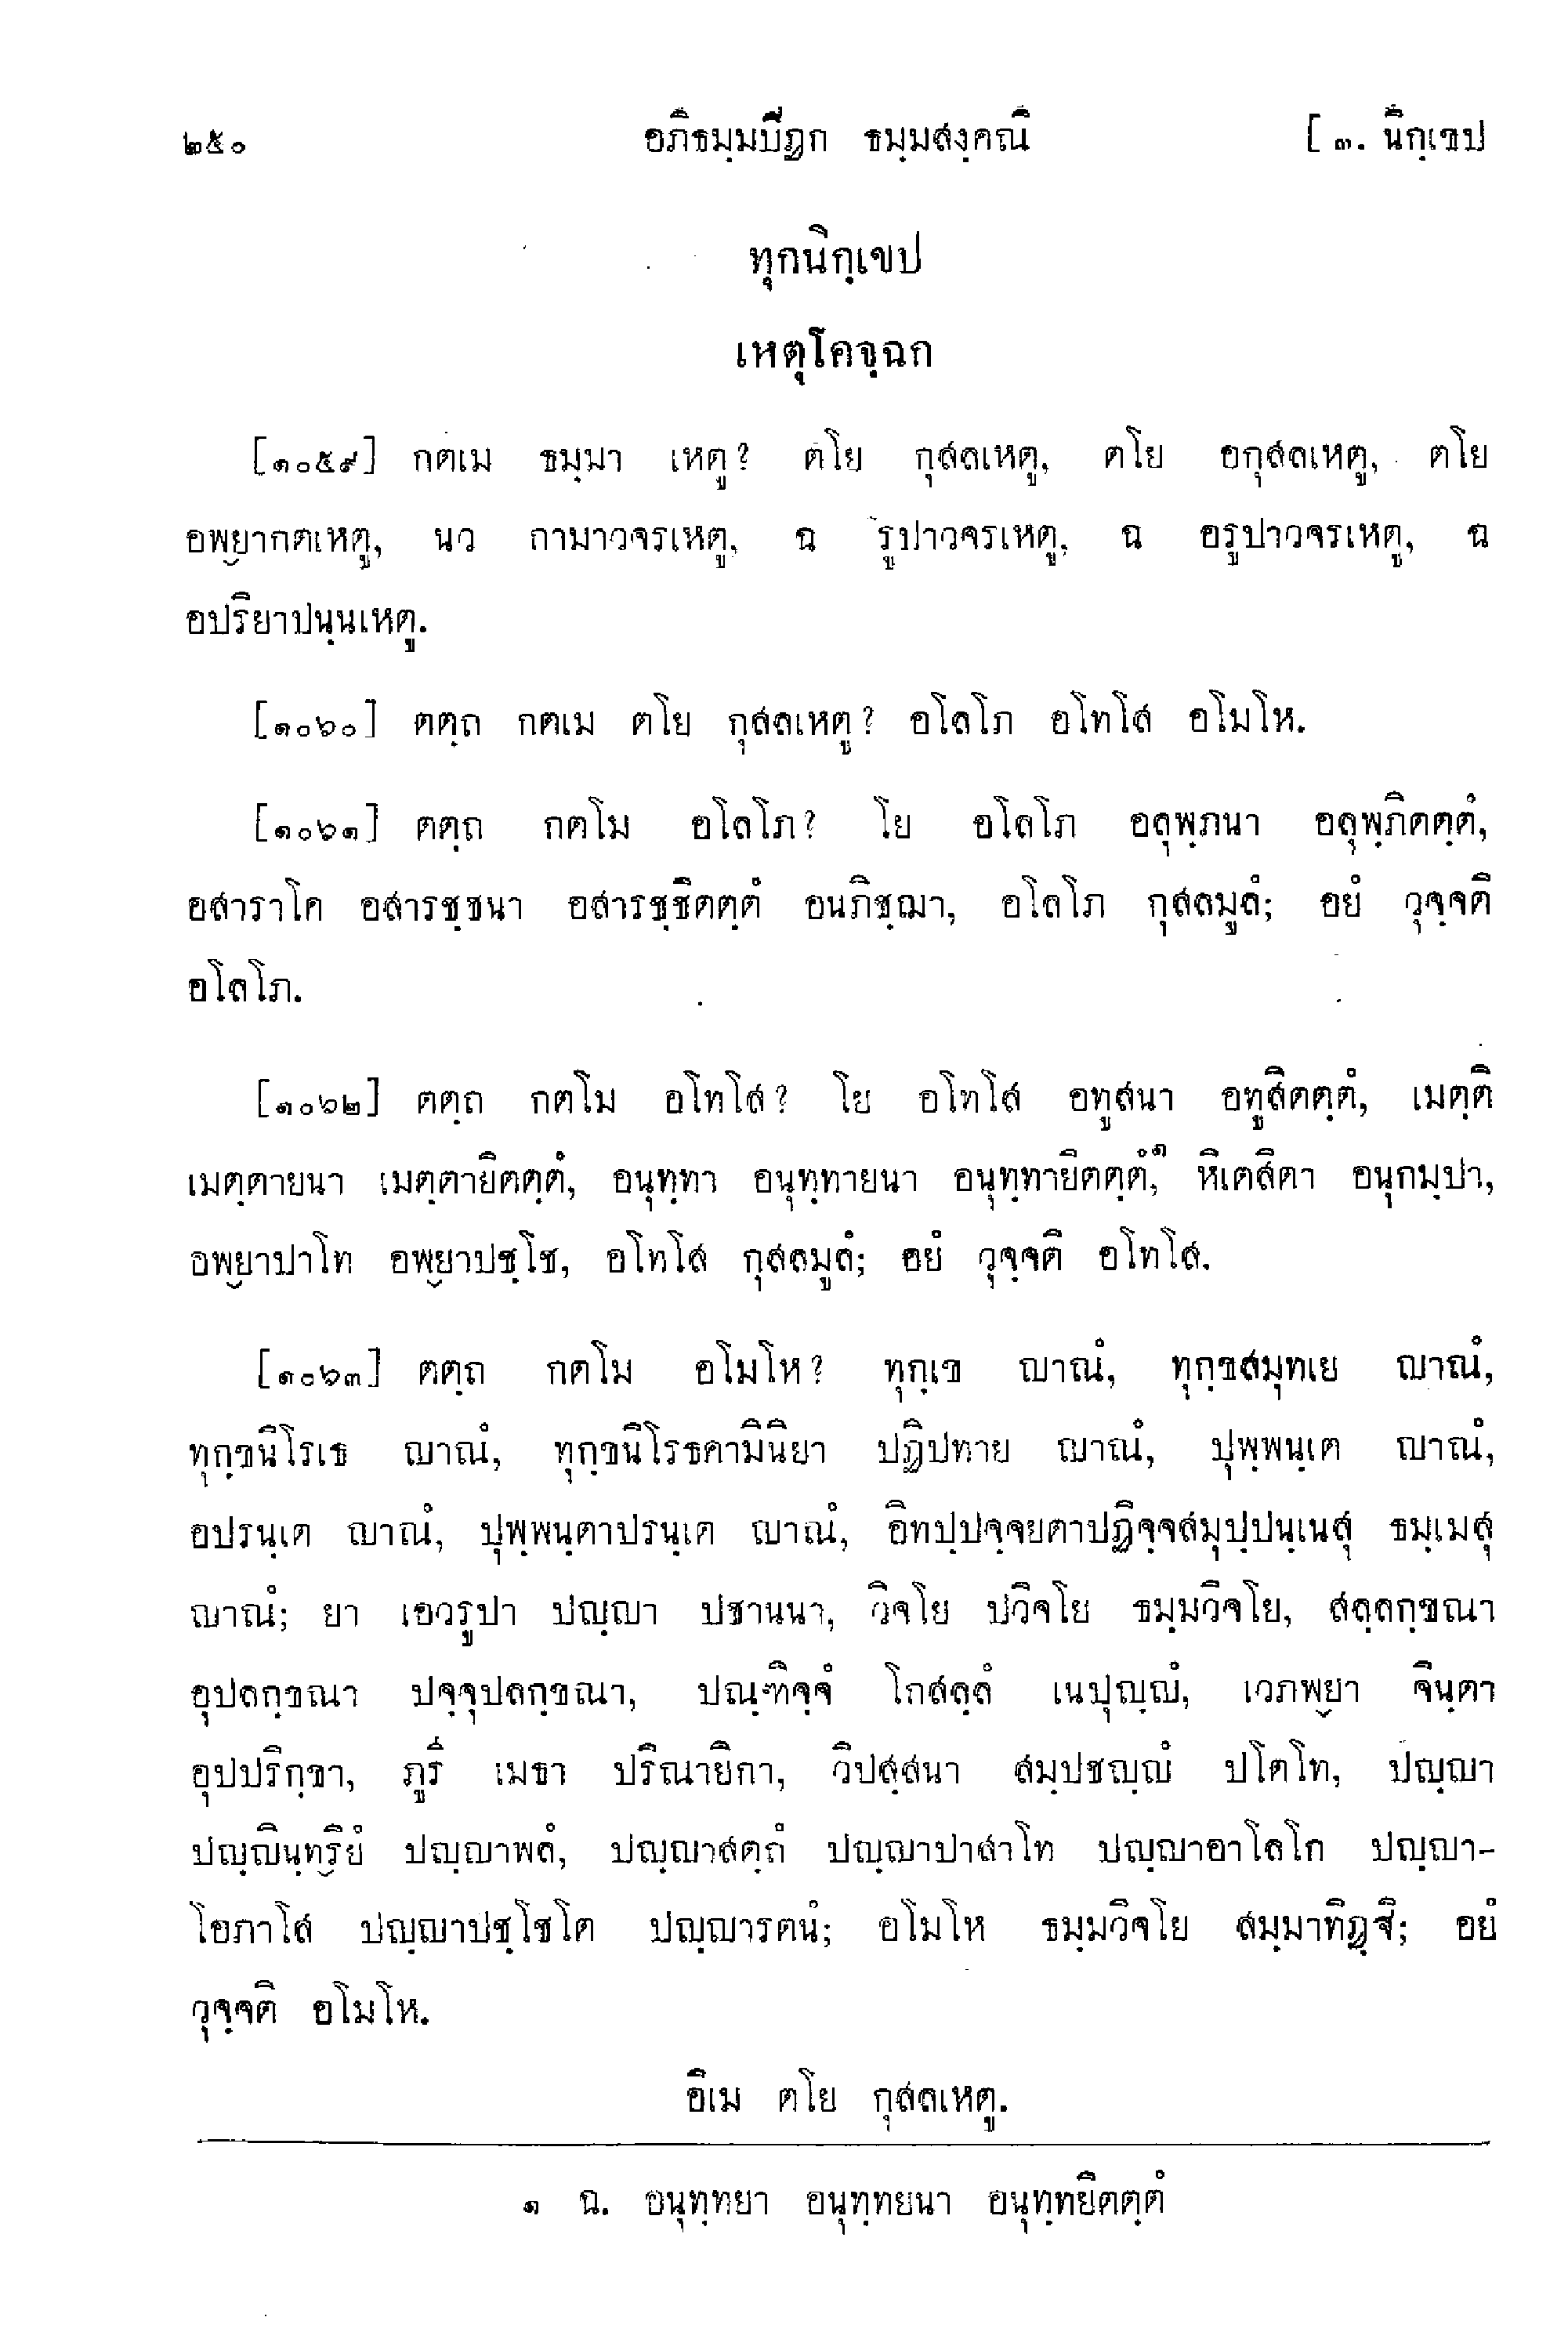 ๒๕๐ อภิธมฺมปิฏก ธมฺมสงฺคณิ [ ๓. นิกฺเขป
ทุกนิกฺเขป
เหตุโคจฺฉก
[๑๐๕๙] กตเม ธมฺมา เหตู? ตโย กุสลเหตู, ตโย อกุสลเหตู, ตโย
อพฺยากตเหตู, นว กามาวจรเหตู, ฉ รูปาวจรเหตู, ฉ อรูปาวจรเหตู, ฉ
อปริยาปนฺนเหตู.
[๑๐๖๐] ตตฺถ กตเม ตโย กุสลเหตู? อโลโภ อโทโส อโมโห.
[๑๐๖๑] ตตฺถ กตโม อโลโภ? โย อโลโภ อลุพฺภนา อลุพฺภิตตฺตํ,
อสาราโค อสารชฺชนา อสารชฺชิตตฺตํ อนภิชฺฌา, อโลโภ กุสลมูลํ; อยํ วุจฺจติ
อโลโภ.
[๑๐๖๒] ตตฺถ กตโม อโทโส? โย อโทโส อทูสนา อทูสิตตฺตํ, เมตฺติ
เมตฺตายนา เมตฺตายิตตฺตํ, อนุทฺทา อนุทฺทายนา อนุทฺทายิตตฺตํ,๑ หิเตสิตา อนุกมฺปา,
อพฺยาปาโท อพฺยาปชฺโช, อโทโส กุสลมูลํ; อยํ วุจฺจติ อโทโส.
[๑๐๖๓] ตตฺถ กตโม อโมโห? ทุกฺเข ญาณํ, ทุกฺขสมุทเย ญาณํ,
ทุกฺขนิโรเธ ญาณํ, ทุกฺขนิโรธคามินิยา ปฏิปทาย ญาณํ, ปุพฺพนฺเต ญาณํ,
อปรนฺเต ญาณํ, ปุพฺพนฺตาปรนฺเต ญาณํ, อิทปฺปจฺจยตาปฏิจฺจสมุปฺปนฺเนสุ ธมฺเมสุ
ญาณํ; ยา เอวรูปา ปญฺญา ปชานนา, วิจโย ปวิจโย ธมฺมวิจโย, สลฺลกฺขณา
อุปลกฺขณา ปจฺจุปลกฺขณา, ปณฺฑิจฺจํ โกสลฺลํ เนปุญฺญํ, เวภพฺยา จินฺตา
อุปปริกฺขา, ภูริ เมธา ปริณายิกา, วิปสฺสนา สมฺปชญฺญํ ปโตโท, ปญฺญา
ปญฺญินฺทฺริยํ ปญฺญาพลํ, ปญฺญาสตฺถํ ปญฺญาปาสาโท ปญฺญาอาโลโก ปญฺญา-
โอภาโส ปญฺญาปชฺโชโต ปญฺญารตนํ; อโมโห ธมฺมวิจโย สมฺมาทิฏฺฐิ; อยํ
วุจฺจติ อโมโห.
อิเม ตโย กุสลเหตู.
๑ ฉ. อนุทฺทยา อนุทฺทยนา อนุทฺทยิตตฺตํ